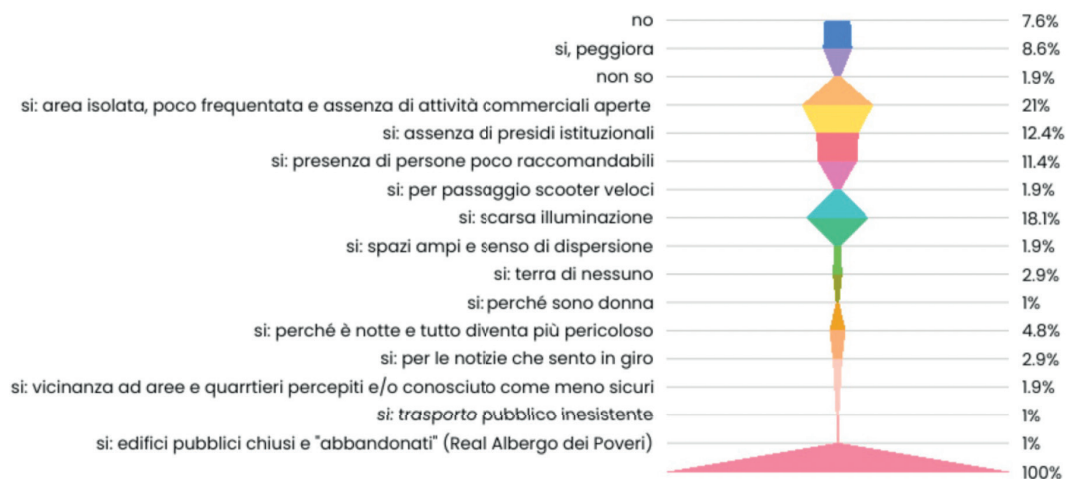 no 7.6%
si, peggiora 8.6%
non so 1.9%
si: area isolata, poco frequentata e assenza di attività commerciali aperte 21%
si: assenza di presidi istituzionali 12.4%
si: presenza di persone poco raccomandabili 11.4%
si: per passaggio scooter veloci 1.9%
si: scarsa illuminazione 18.1%
si: spazi ampi e senso di dispersione 1.9%
si: terra di nessuno 2.9%
si: perché sono donna 1%
si: perché è notte e tutto diventa più pericoloso 4.8%
si: per le notizie che sento in giro 2.9%
si: vicinanza ad aree e quarrtieri percepiti e/o conosciuto come meno sicuri 1.9%
si: trasporto pubblico inesistente 1%
si: edifici pubblici chiusi e "abbandonati" (Real Albergo dei Poveri) 1%
100%